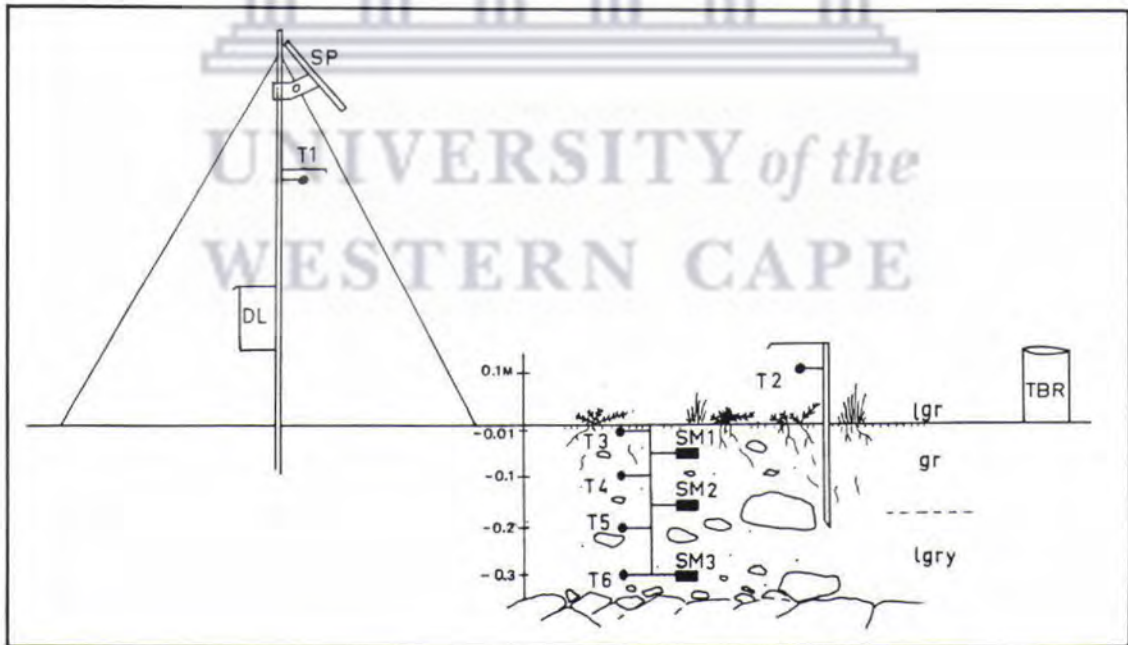 SP
UNIVERSITY of the
T1
WESTERN CAPE
DL
0.1M
T2
TBR
lgr
-0.01
T3
SM1
gr
-0.1
T4
SM2
-0.2
T5
lgry
-0.3
T6
SM3